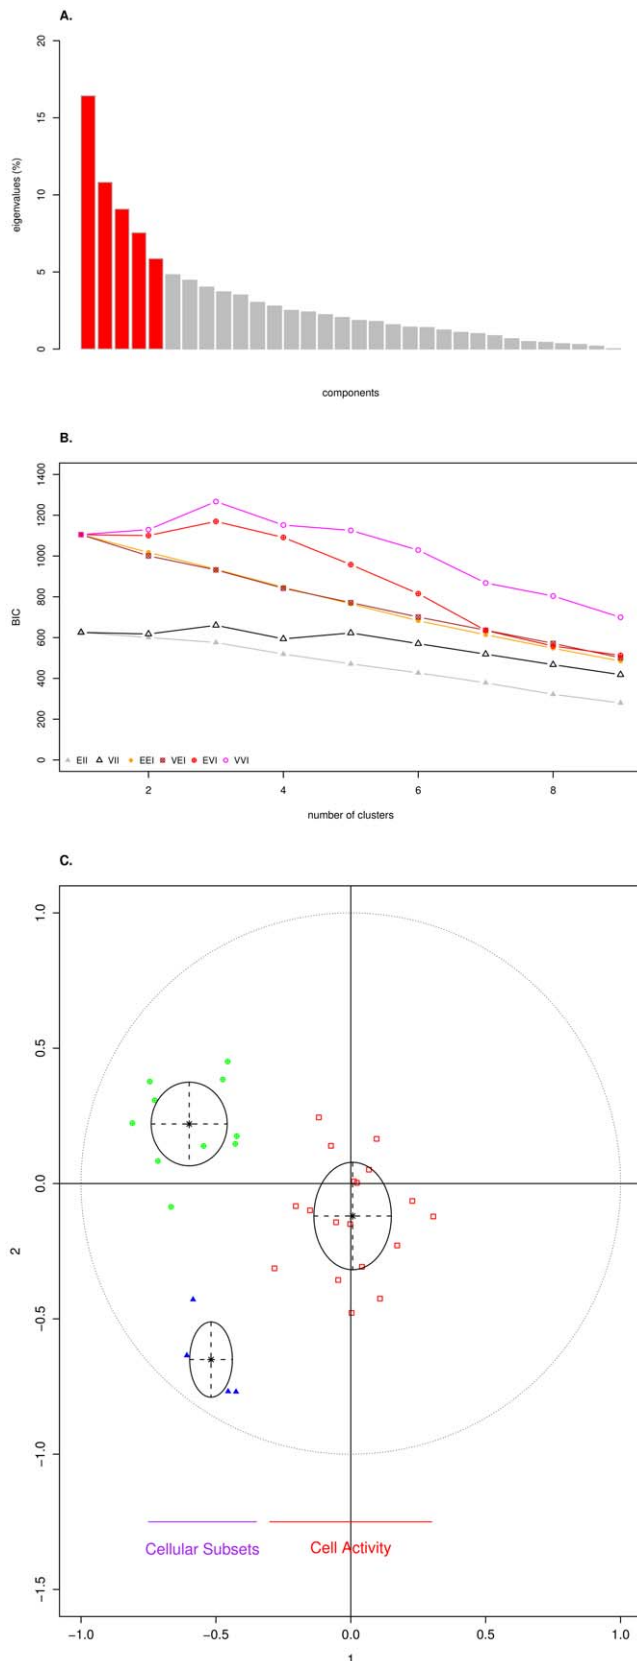 A.
20
15
10
5
0
eigenvalues (%)
components
B.
1400
1200
1000
800
600
400
200
0
BIC
EII VII EEI VEI EVI VVI
2 4 6 8
number of clusters
C.
1.0
0.5
0.0
−0.5
−1.0
−1.5
2
Cellular Subsets Cell Activity
−1.0 −0.5 0.0 0.5 1.0
1